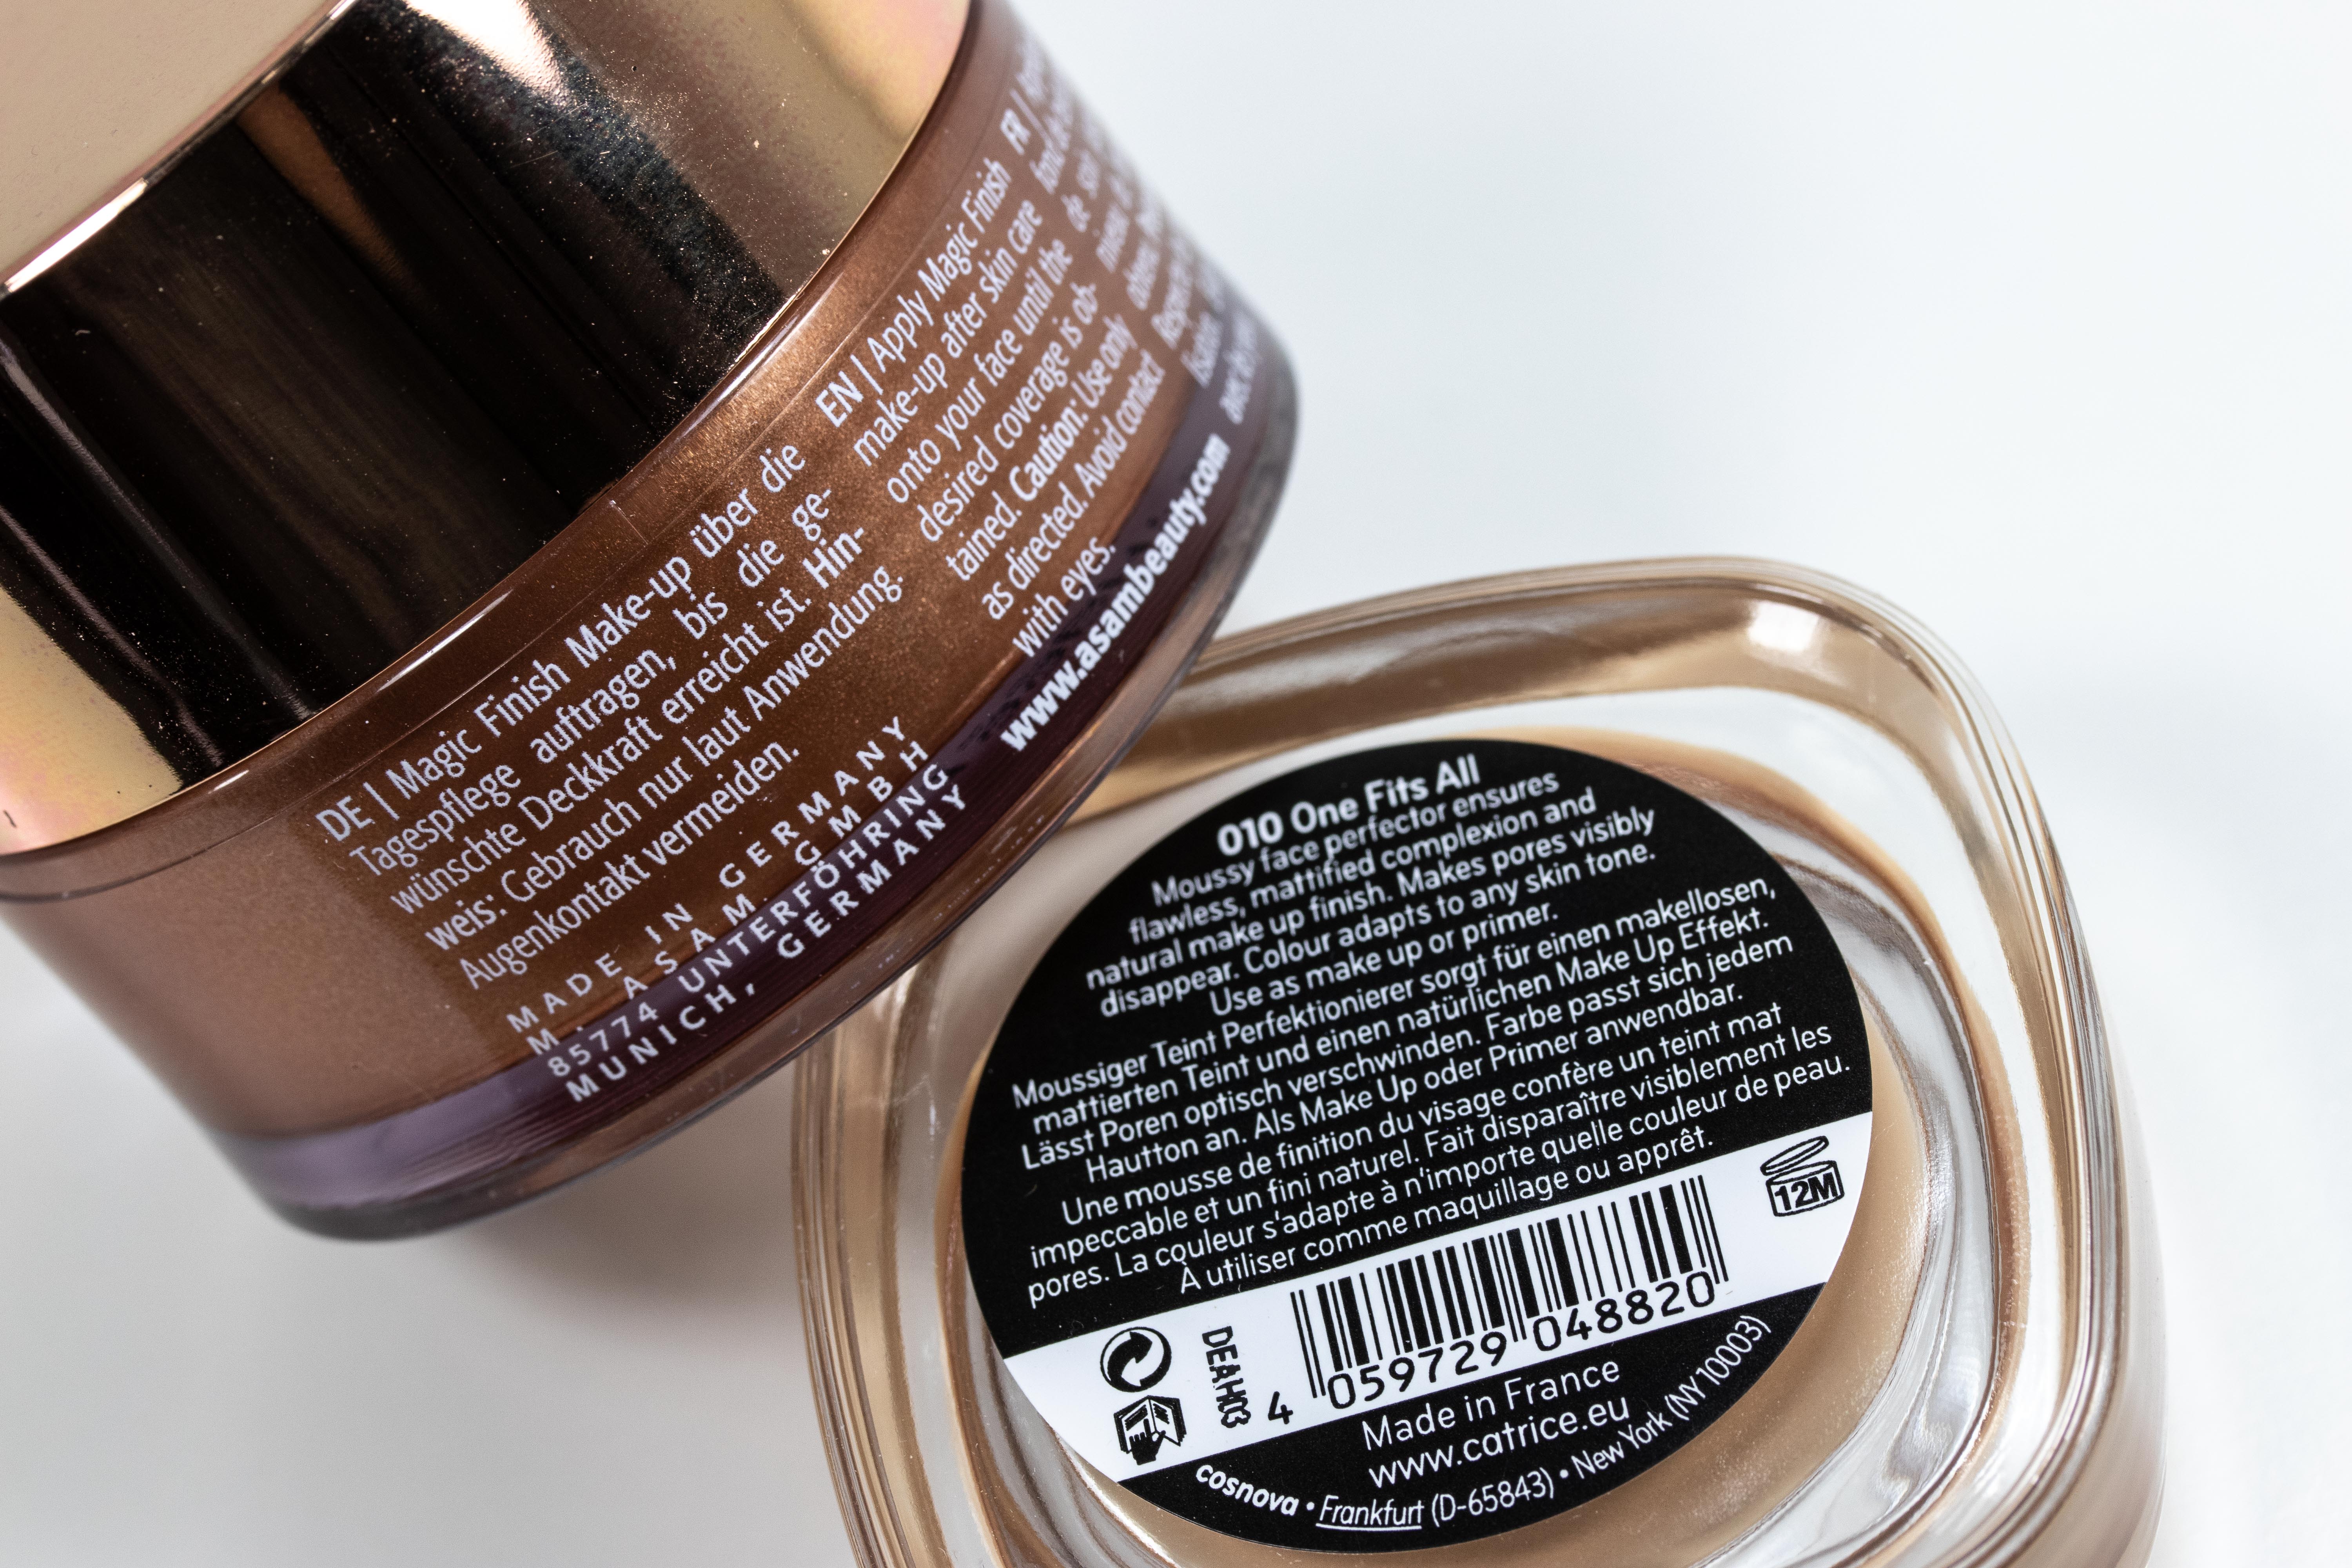 DE | Magic Finish Make-up über die
Tagespflege auftragen, bis die ge-
wünschte Deckkraft erreicht ist. Hin-
weis: Gebrauch nur laut Anwendung.
Augenkontakt vermeiden.
MADE IN GERMANY
M. ASAM GMBH
85774 UNTERFÖHRING
MUNICH, GERMANY
EN | Apply Magic Finish
make-up after skin care
onto your face until the
desired coverage is ob-
tained. Caution: Use only
as directed. Avoid contact
with eyes.
www.asambeauty.com
FR |
de
010 One Fits All
Moussy face perfector ensures
flawless, mattified complexion and
natural make up finish. Makes pores visibly
disappear. Colour adapts to any skin tone.
Use as make up or primer.
Moussiger Teint Perfektionierer sorgt für einen makellosen,
mattierten Teint und einen natürlichen Make Up Effekt.
Lässt Poren optisch verschwinden. Farbe passt sich jedem
Hautton an. Als Make Up oder Primer anwendbar.
Une mousse de finition du visage confère un teint mat
impeccable et un fini naturel. Fait disparaître visiblement les
pores. La couleur s'adapte à n'importe quelle couleur de peau.
À utiliser comme maquillage ou apprêt.
12M
DEAH03
4 059729 048820
Made in France
www.catrice.eu
cosnova • Frankfurt (D-65843) • New York (NY 10003)